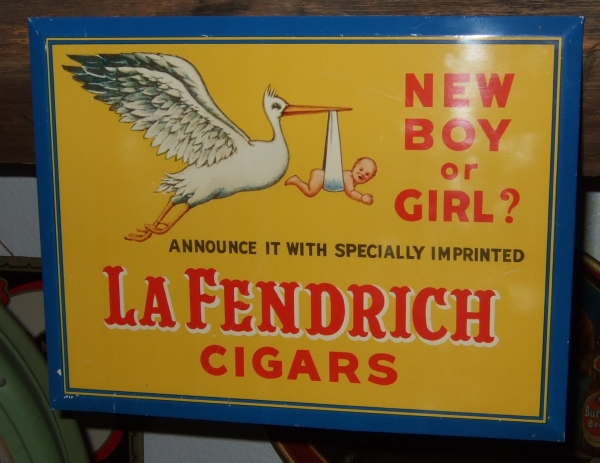 NEW
BOY
or
GIRL?
ANNOUNCE IT WITH SPECIALLY IMPRINTED
LA FENDRICH
CIGARS